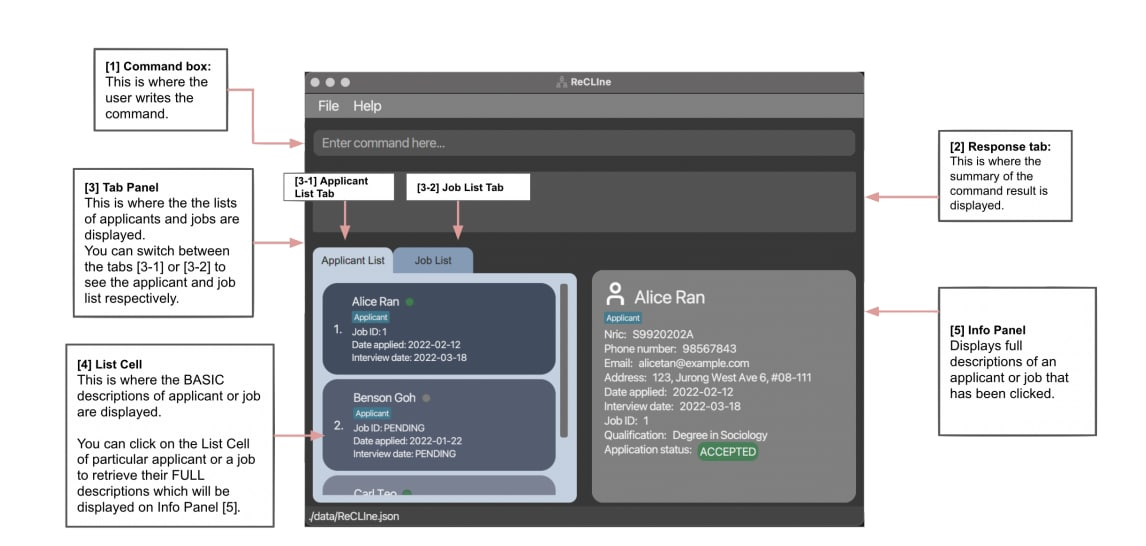 [1] Command box:
This is where the
user writes the
command.
ReCLIne
File Help
Enter command here...
[2] Response tab:
This is where the
summary of the
command result is
displayed.
[3] Tab Panel
This is where the the lists
of applicants and jobs are
displayed.
You can switch between
the tabs [3-1] or [3-2] to
see the applicant and job
list respectively.
[3-1] Applicant
List Tab
[3-2] Job List Tab
Applicant List
Job List
1.
Alice Ran
Applicant
Job ID: 1
Date applied: 2022-02-12
Interview date: 2022-03-18
2.
Benson Goh
Applicant
Job ID: PENDING
Date applied: 2022-01-22
Interview date: PENDING
Carl Teo
Alice Ran
Applicant
Nric: S9920202A
Phone number: 98567843
Email: alicetan@example.com
Address: 123, Jurong West Ave 6, #08-111
Date applied: 2022-02-12
Interview date: 2022-03-18
Job ID: 1
Qualification: Degree in Sociology
Application status: ACCEPTED
[4] List Cell
This is where the BASIC
descriptions of applicant or job
are displayed.
You can click on the List Cell
of particular applicant or a job
to retrieve their FULL
descriptions which will be
displayed on Info Panel [5].
[5] Info Panel
Displays full
descriptions of an
applicant or job that
has been clicked.
./data/ReCLIne.json